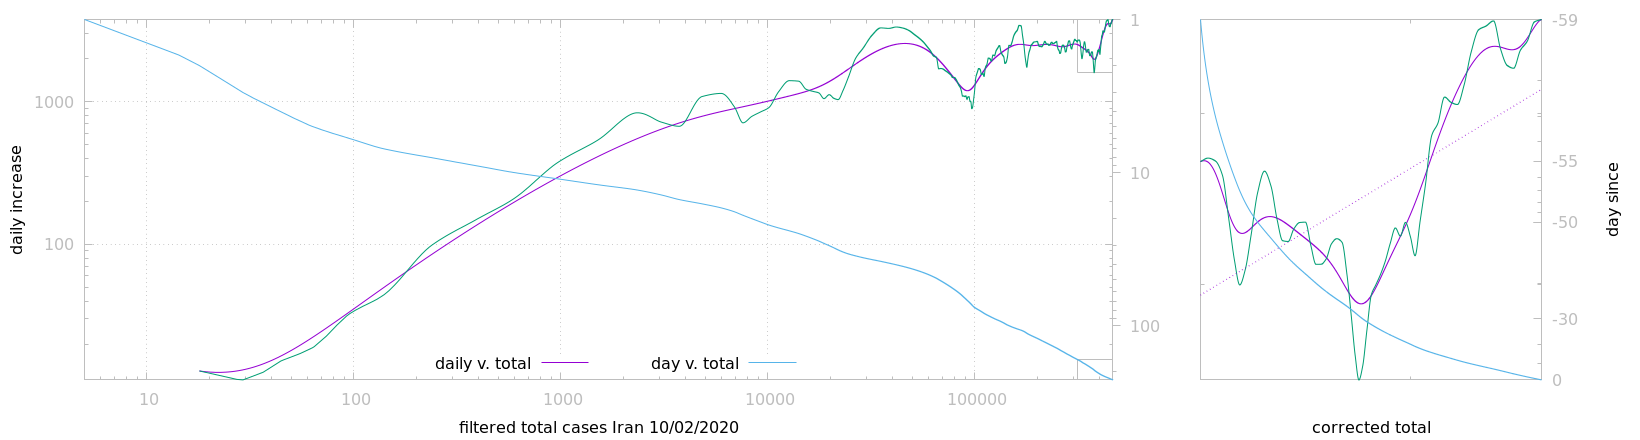 1
-59
1000
daily increase
10
-55
-50
day since
100
100
-30
daily v. total
day v. total
0
10
100
1000
10000
100000
filtered total cases Iran 10/02/2020
corrected total